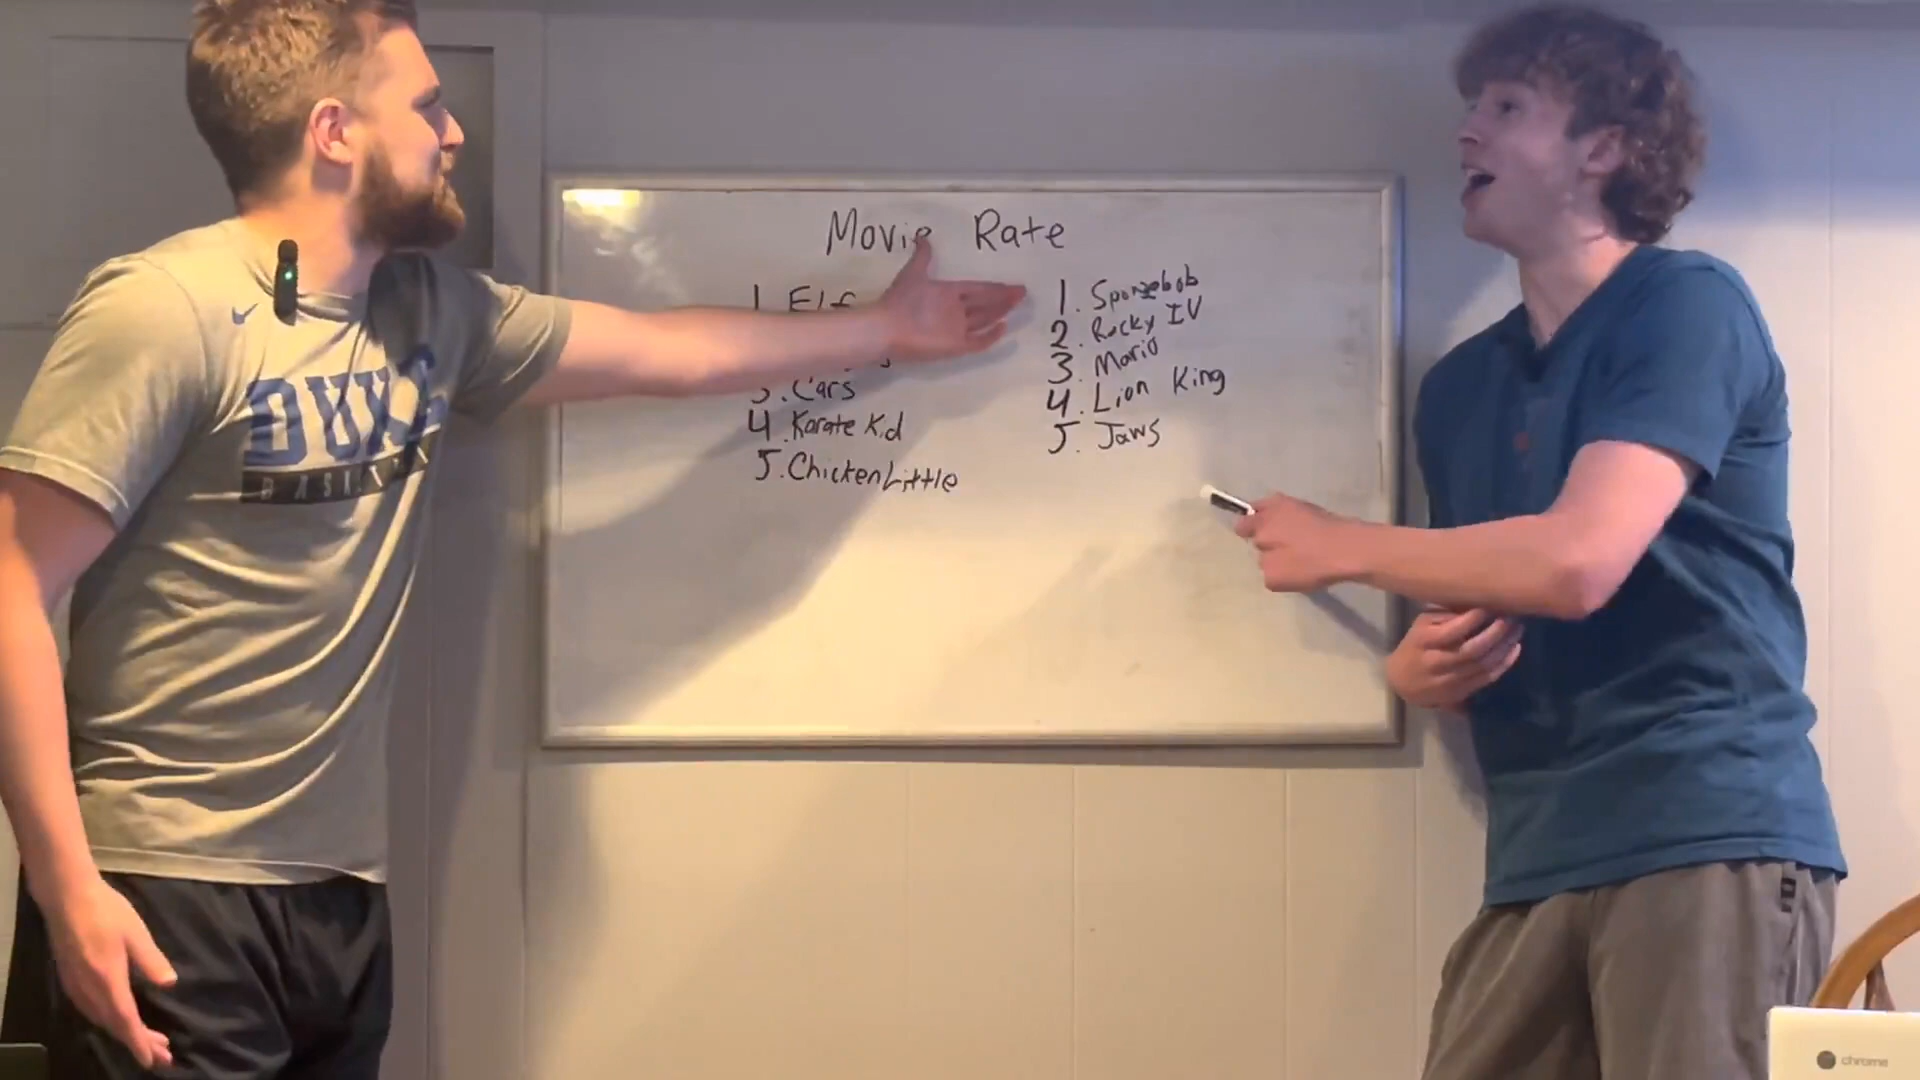 Movie Rate
1. Elf
3. Cars
4. Karate Kid
5. Chicken Little
1. Spongebob
2. Rocky IV
3. Mario
4. Lion King
5. Jaws
DUKE
BASKET
chrome